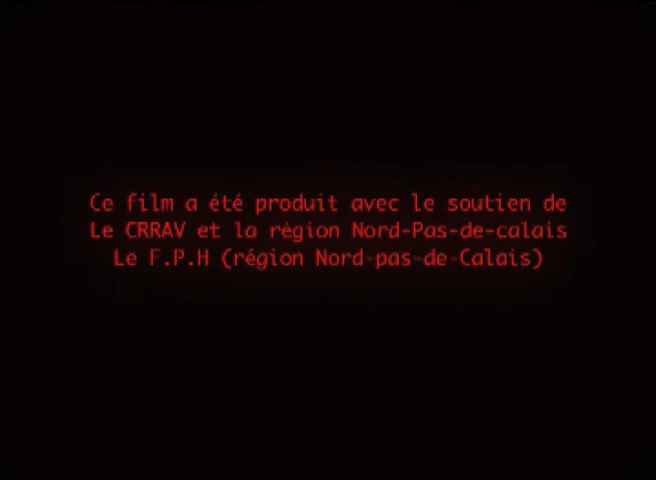 Ce film a été produit avec le soutien de
Le CRRAV et la région Nord-Pas-de-calais
Le F.P.H (région Nord-pas-de-Calais)